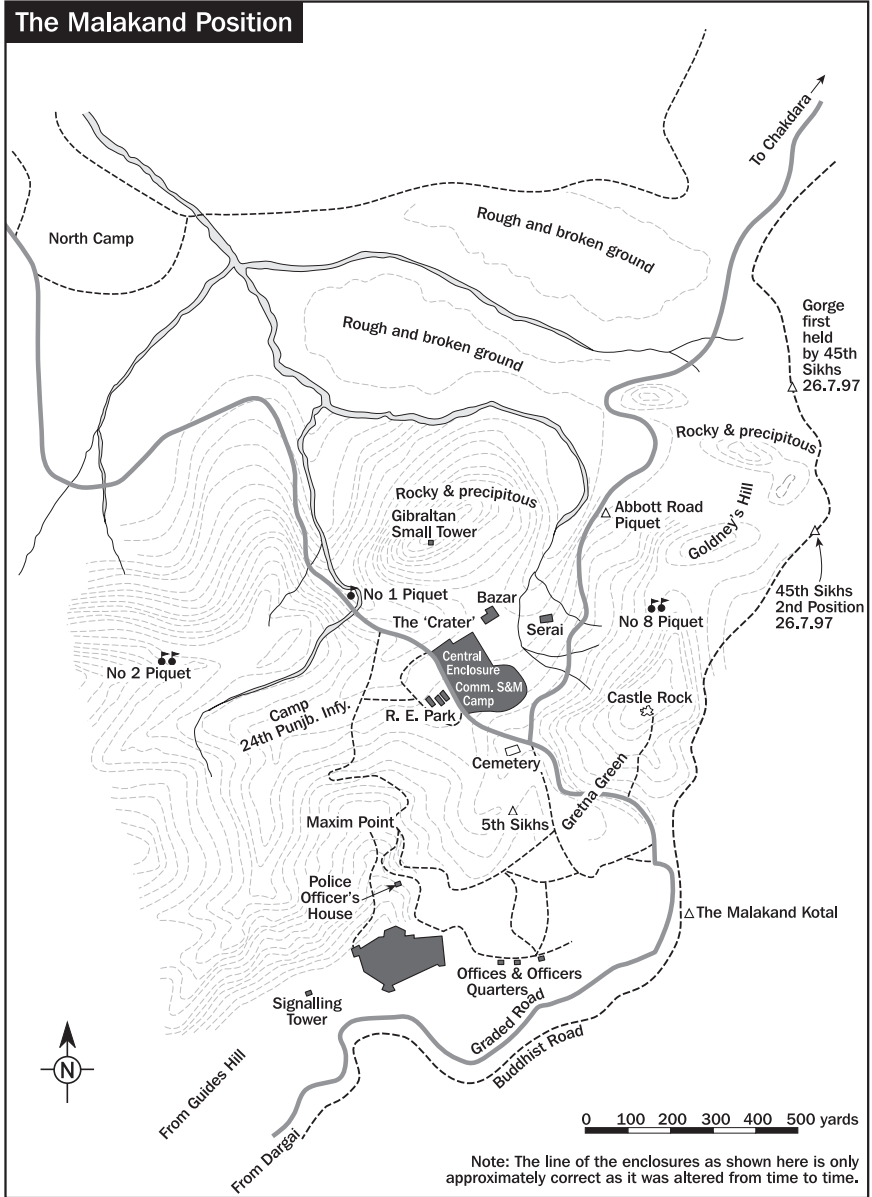 The Malakand Position
To Chakdara
North Camp
Rough and broken ground
Rough and broken ground
Gorge
first
held
by 45th
Sikhs
26.7.97
Rocky & precipitous
Rocky & precipitous
Gibraltan
Small Tower
Abbott Road
Piquet
Goldney's Hill
45th Sikhs
2nd Position
26.7.97
No 1 Piquet
Bazar
The 'Crater'
Serai
No 8 Piquet
No 2 Piquet
Central
Enclosure
Comm. S&M
Camp
Castle Rock
Camp
24th Punjb. Infy.
R. E. Park
Cemetery
Gretna Green
5th Sikhs
Maxim Point
Police
Officer's
House
The Malakand Kotal
Offices & Officers
Quarters
Signalling
Tower
Graded Road
Buddhist Road
From Guides Hill
From Dargai
N
0 100 200 300 400 500 yards
Note: The line of the enclosures as shown here is only
approximately correct as it was altered from time to time.